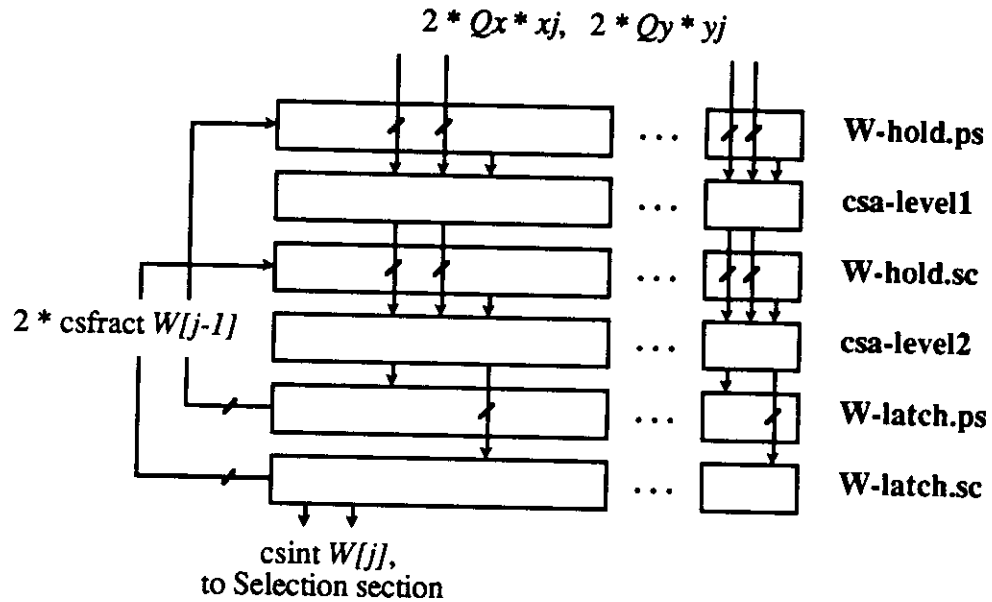 2 * Qx * xj, 2 * Qy * yj
... W-hold.ps
... csa-level1
... W-hold.sc
2 * csfract W[j-1]
... csa-level2
... W-latch.ps
... W-latch.sc
csint W[j],
to Selection section